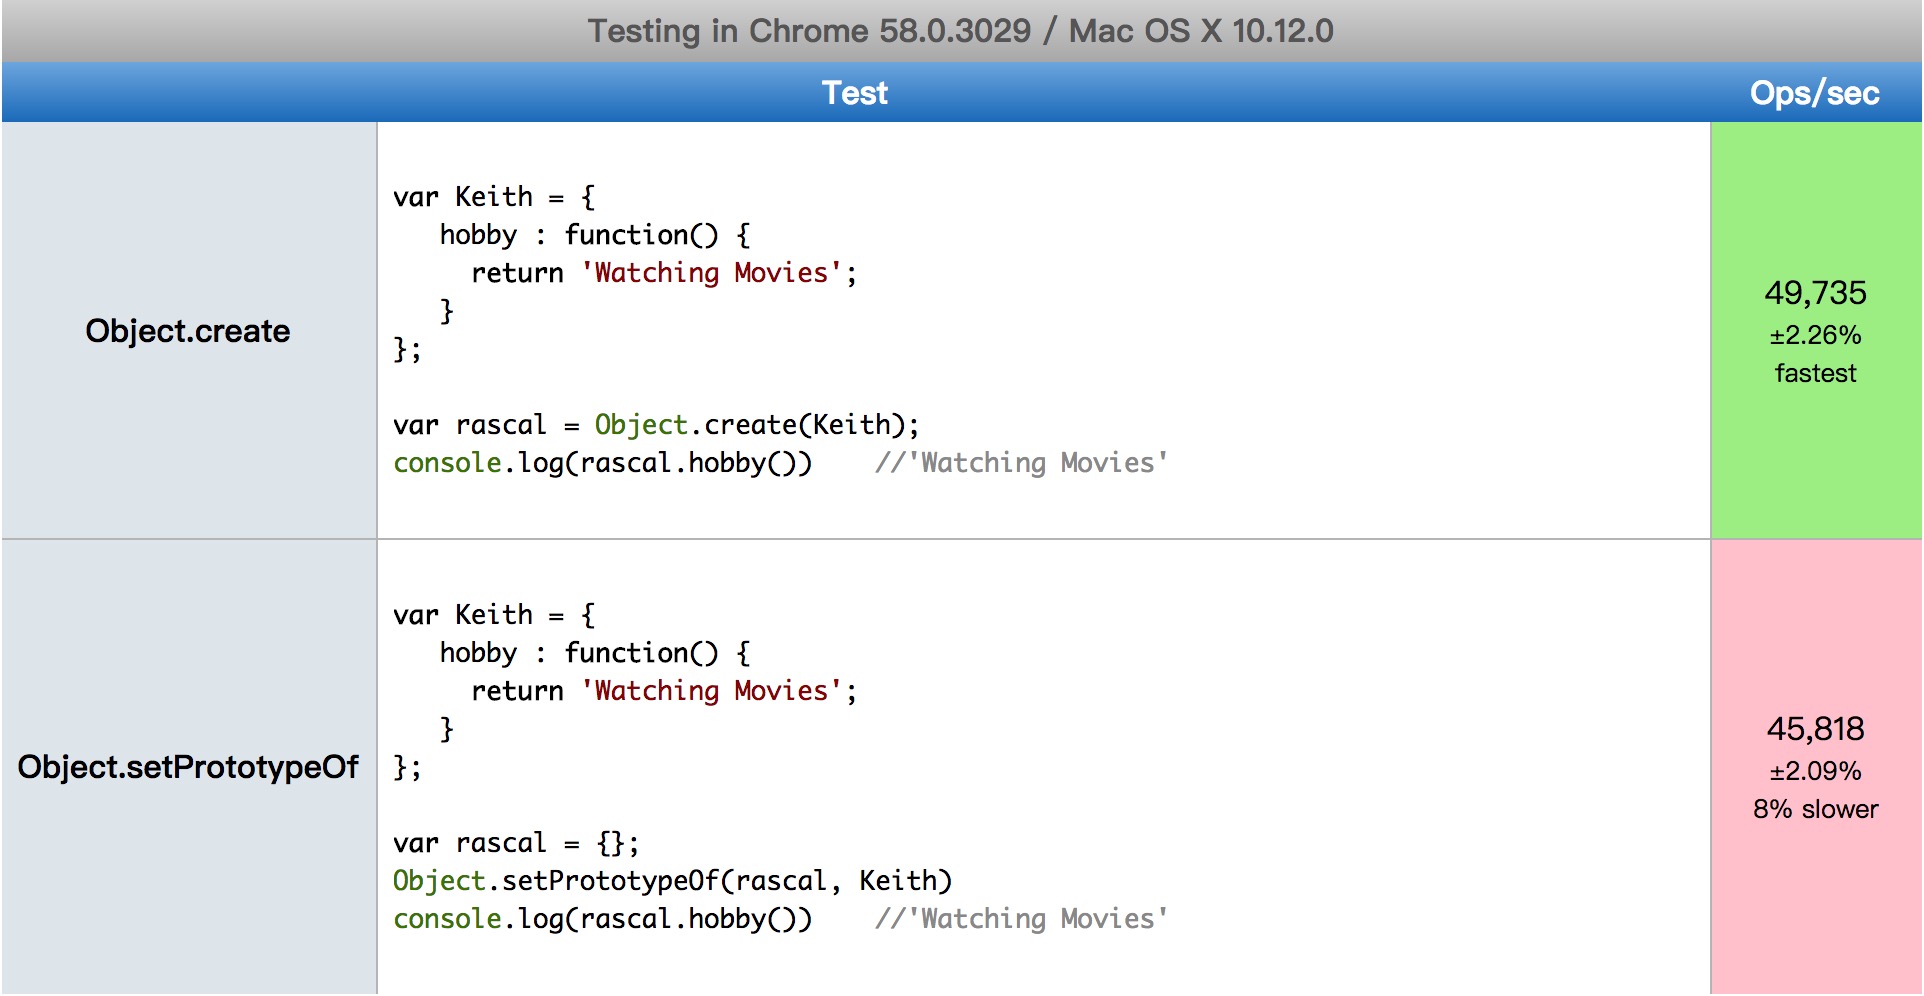 Testing in Chrome 58.0.3029 / Mac OS X 10.12.0
Test Ops/sec
Object.create
var Keith = {
   hobby : function() {
     return 'Watching Movies';
   }
};

var rascal = Object.create(Keith);
console.log(rascal.hobby())    //'Watching Movies'
49,735
±2.26%
fastest
Object.setPrototypeOf
var Keith = {
   hobby : function() {
     return 'Watching Movies';
   }
};

var rascal = {};
Object.setPrototypeOf(rascal, Keith)
console.log(rascal.hobby())    //'Watching Movies'
45,818
±2.09%
8% slower